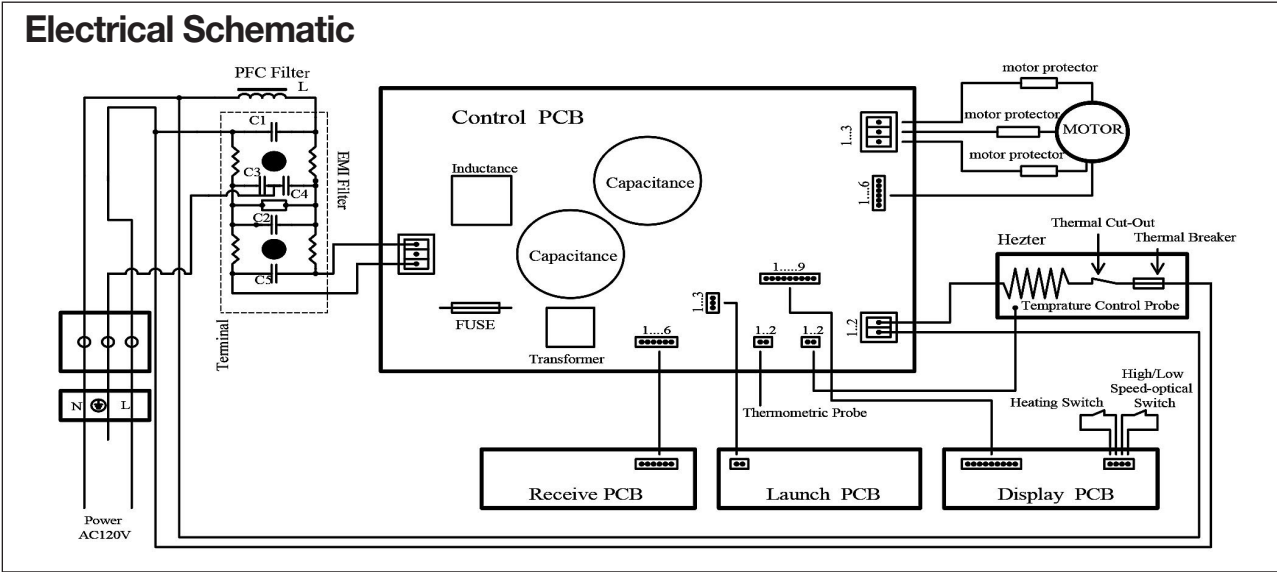 Electrical Schematic
PFC Filter
L
C1
EMI Filter
C3
C4
C2
C5
Terminal
N
L
Power
AC120V
Control PCB
Inductance
Capacitance
Capacitance
FUSE
Transformer
1....6
1...3
1.....9
1..2
1..2
1...3
1...6
1..2
Thermometric Probe
motor protector
motor protector
motor protector
MOTOR
Thermal Cut-Out
Hezter
Thermal Breaker
Temprature Control Probe
High/Low
Speed-optical
Switch
Heating Switch
Receive PCB
Launch PCB
Display PCB